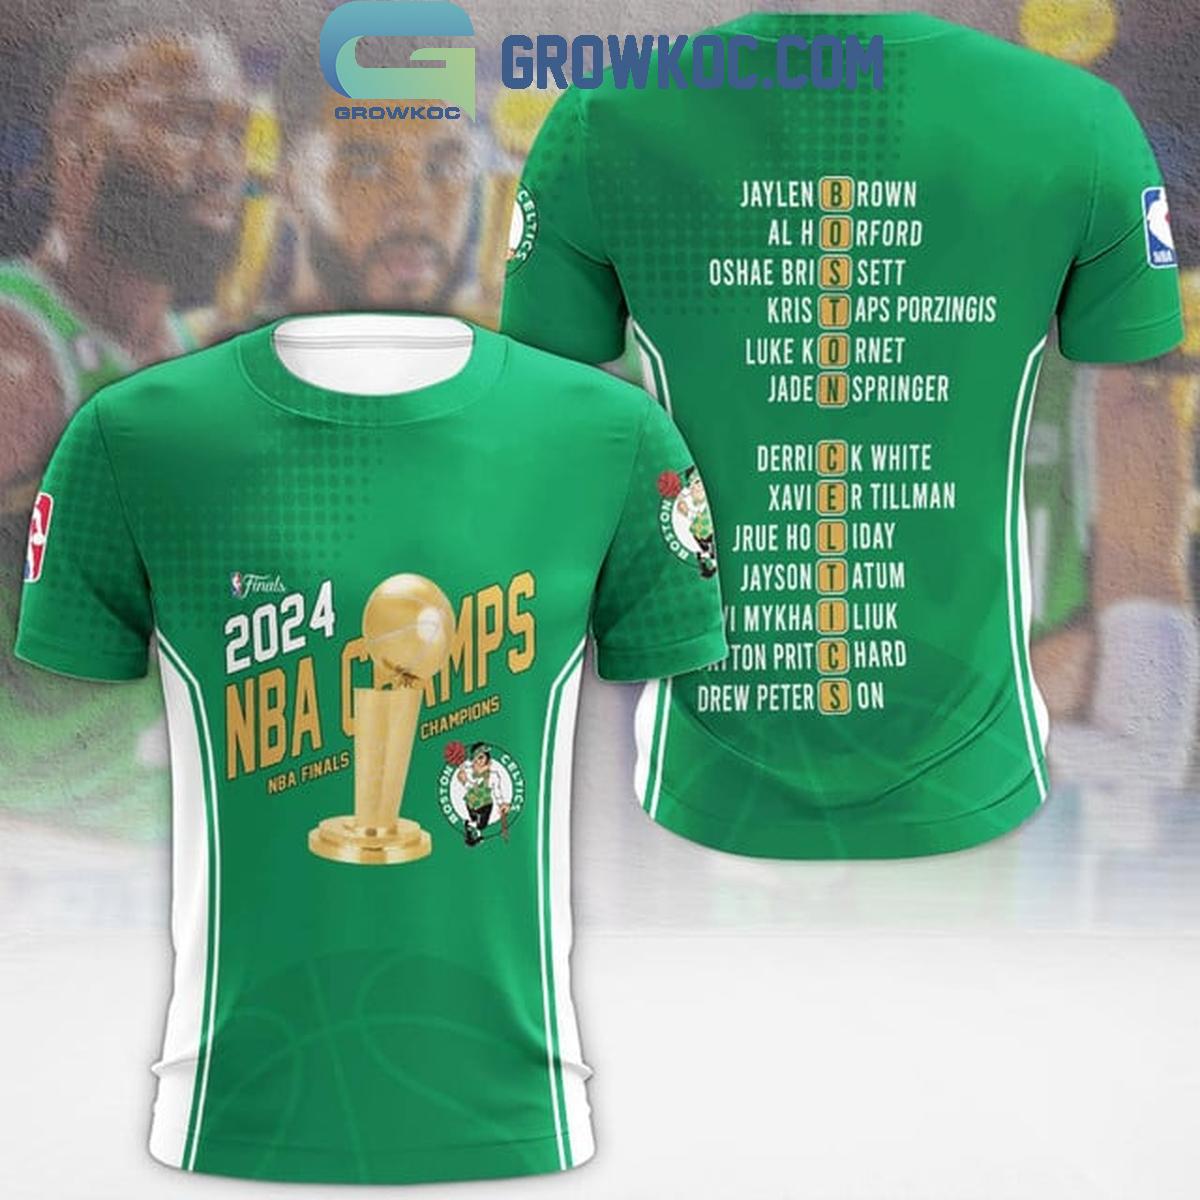 GROWKOC
GROWKOC.COM
JAYLEN BROWN
AL HORFORD
OSHAE BRISSETT
KRISTAPS PORZINGIS
LUKE KORNET
JADEN SPRINGER
DERRICK WHITE
XAVIER TILLMAN
JRUE HOLIDAY
JAYSON TATUM
MYKHAILIUK
PRITCHARD
DREW PETERSON
CELTICS
NBA
Finals
2024
NBA CHAMPS
NBA FINALS
CHAMPIONS
BOSTON CELTICS
BOSTON